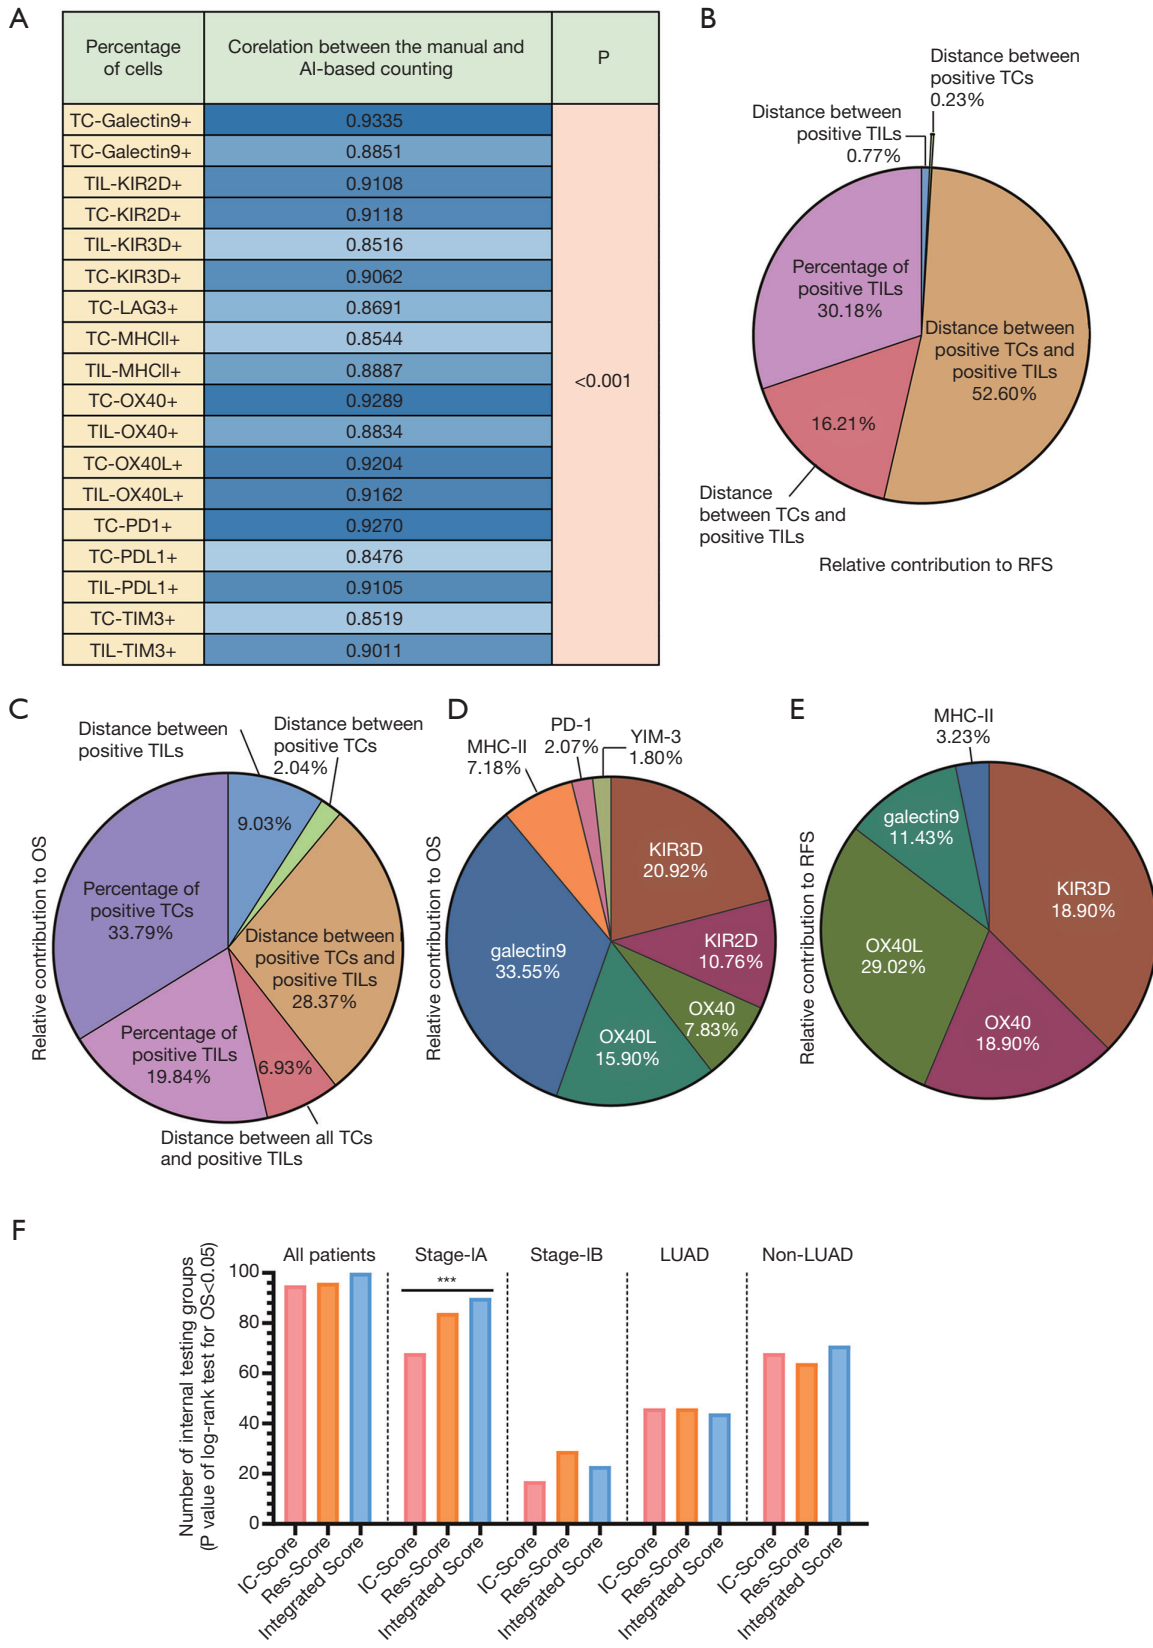 A
Percentage
of cells
Corelation between the manual and
AI-based counting
P
TC-Galectin9+
0.9335
TC-Galectin9+
0.8851
TIL-KIR2D+
0.9108
TC-KIR2D+
0.9118
TIL-KIR3D+
0.8516
TC-KIR3D+
0.9062
TC-LAG3+
0.8691
TC-MHCII+
0.8544
TIL-MHCII+
0.8887
TC-OX40+
0.9289
TIL-OX40+
0.8834
TC-OX40L+
0.9204
TIL-OX40L+
0.9162
TC-PD1+
0.9270
TC-PDL1+
0.8476
TIL-PDL1+
0.9105
TC-TIM3+
0.8519
TIL-TIM3+
0.9011
<0.001
B
Distance between
positive TCs
0.23%
Distance between
positive TILs
0.77%
Percentage of
positive TILs
30.18%
Distance between
positive TCs and
positive TILs
52.60%
16.21%
Distance
between TCs and
positive TILs
Relative contribution to RFS
C
Relative contribution to OS
Distance between
positive TILs
Distance between
positive TCs
2.04%
9.03%
Percentage of
positive TCs
33.79%
Distance between
positive TCs and
positive TILs
28.37%
Percentage of
positive TILs
19.84%
6.93%
Distance between all TCs
and positive TILs
D
Relative contribution to OS
MHC-II
7.18%
PD-1
2.07%
YIM-3
1.80%
KIR3D
20.92%
KIR2D
10.76%
OX40
7.83%
OX40L
15.90%
galectin9
33.55%
E
Relative contribution to RFS
MHC-II
3.23%
galectin9
11.43%
KIR3D
18.90%
OX40L
29.02%
OX40
18.90%
F
Number of internal testing groups
(P value of log-rank test for OS<0.05)
All patients
Stage-IA
Stage-IB
LUAD
Non-LUAD
***
100
80
60
40
20
0
IC-Score
Res-Score
Integrated Score
IC-Score
Res-Score
Integrated Score
IC-Score
Res-Score
Integrated Score
IC-Score
Res-Score
Integrated Score
IC-Score
Res-Score
Integrated Score